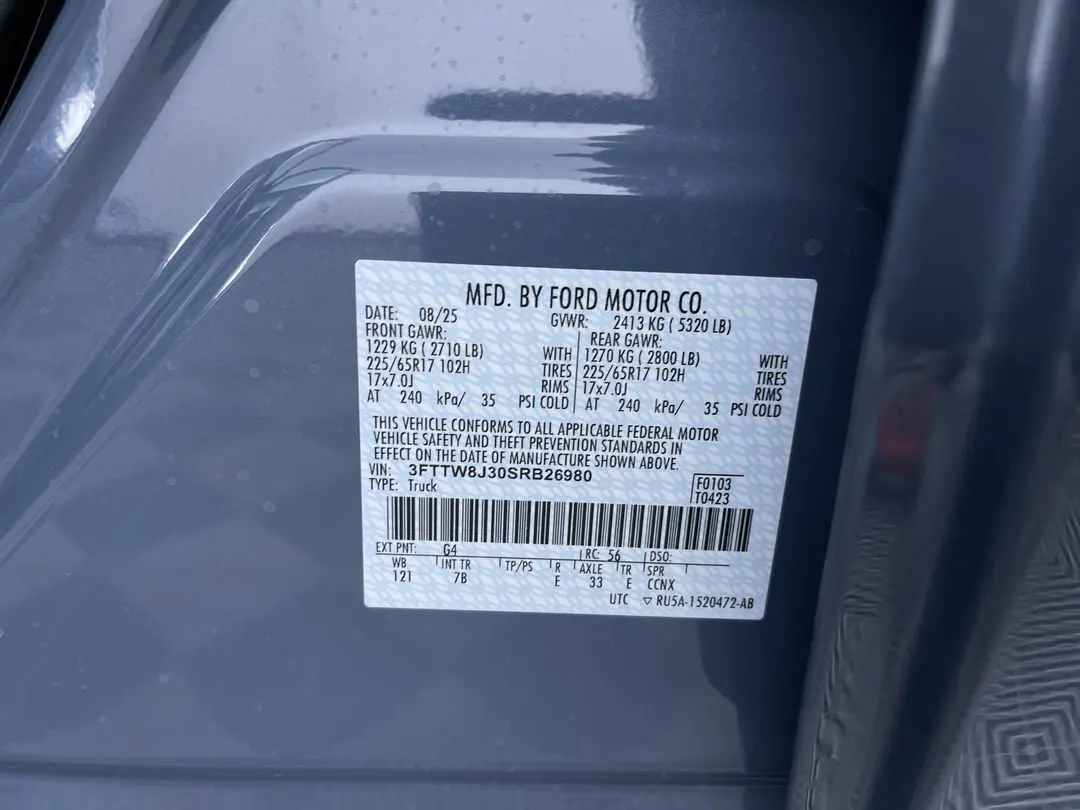 MFD. BY FORD MOTOR CO.
DATE: 08/25 GVWR: 2413 KG ( 5320 LB)
FRONT GAWR: REAR GAWR:
1229 KG ( 2710 LB) WITH 1270 KG ( 2800 LB) WITH
225/65R17 102H TIRES 225/65R17 102H TIRES
17x7.0J RIMS 17x7.0J RIMS
AT 240 kPa/ 35 PSI COLD AT 240 kPa/ 35 PSI COLD
THIS VEHICLE CONFORMS TO ALL APPLICABLE FEDERAL MOTOR
VEHICLE SAFETY AND THEFT PREVENTION STANDARDS IN
EFFECT ON THE DATE OF MANUFACTURE SHOWN ABOVE.
VIN: 3FTTW8J30SRB26980 F0103
TYPE: Truck T0423
EXT PNT: G4 RC: 56 DSO:
WB INT TR TP/PS R AXLE TR SPR
121 7B E 33 E CCNX
UTC ▽ RU5A-1520472-AB